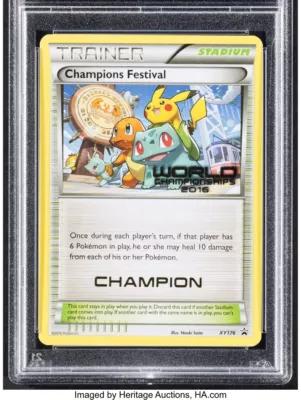 TRAINER
STADIUM
Champions Festival
WORLD
CHAMPIONSHIPS
2016
Once during each player's turn, if that player has
6 Pokémon in play, he or she may heal 10 damage
from each of his or her Pokémon.
CHAMPION
This card stays in play when you play it. Discard this card if another Stadium
card comes into play. If another card with the same name is in play, you can't
play this card.
Illus. Naoki Saito
XY176
Imaged by Heritage Auctions, HA.com